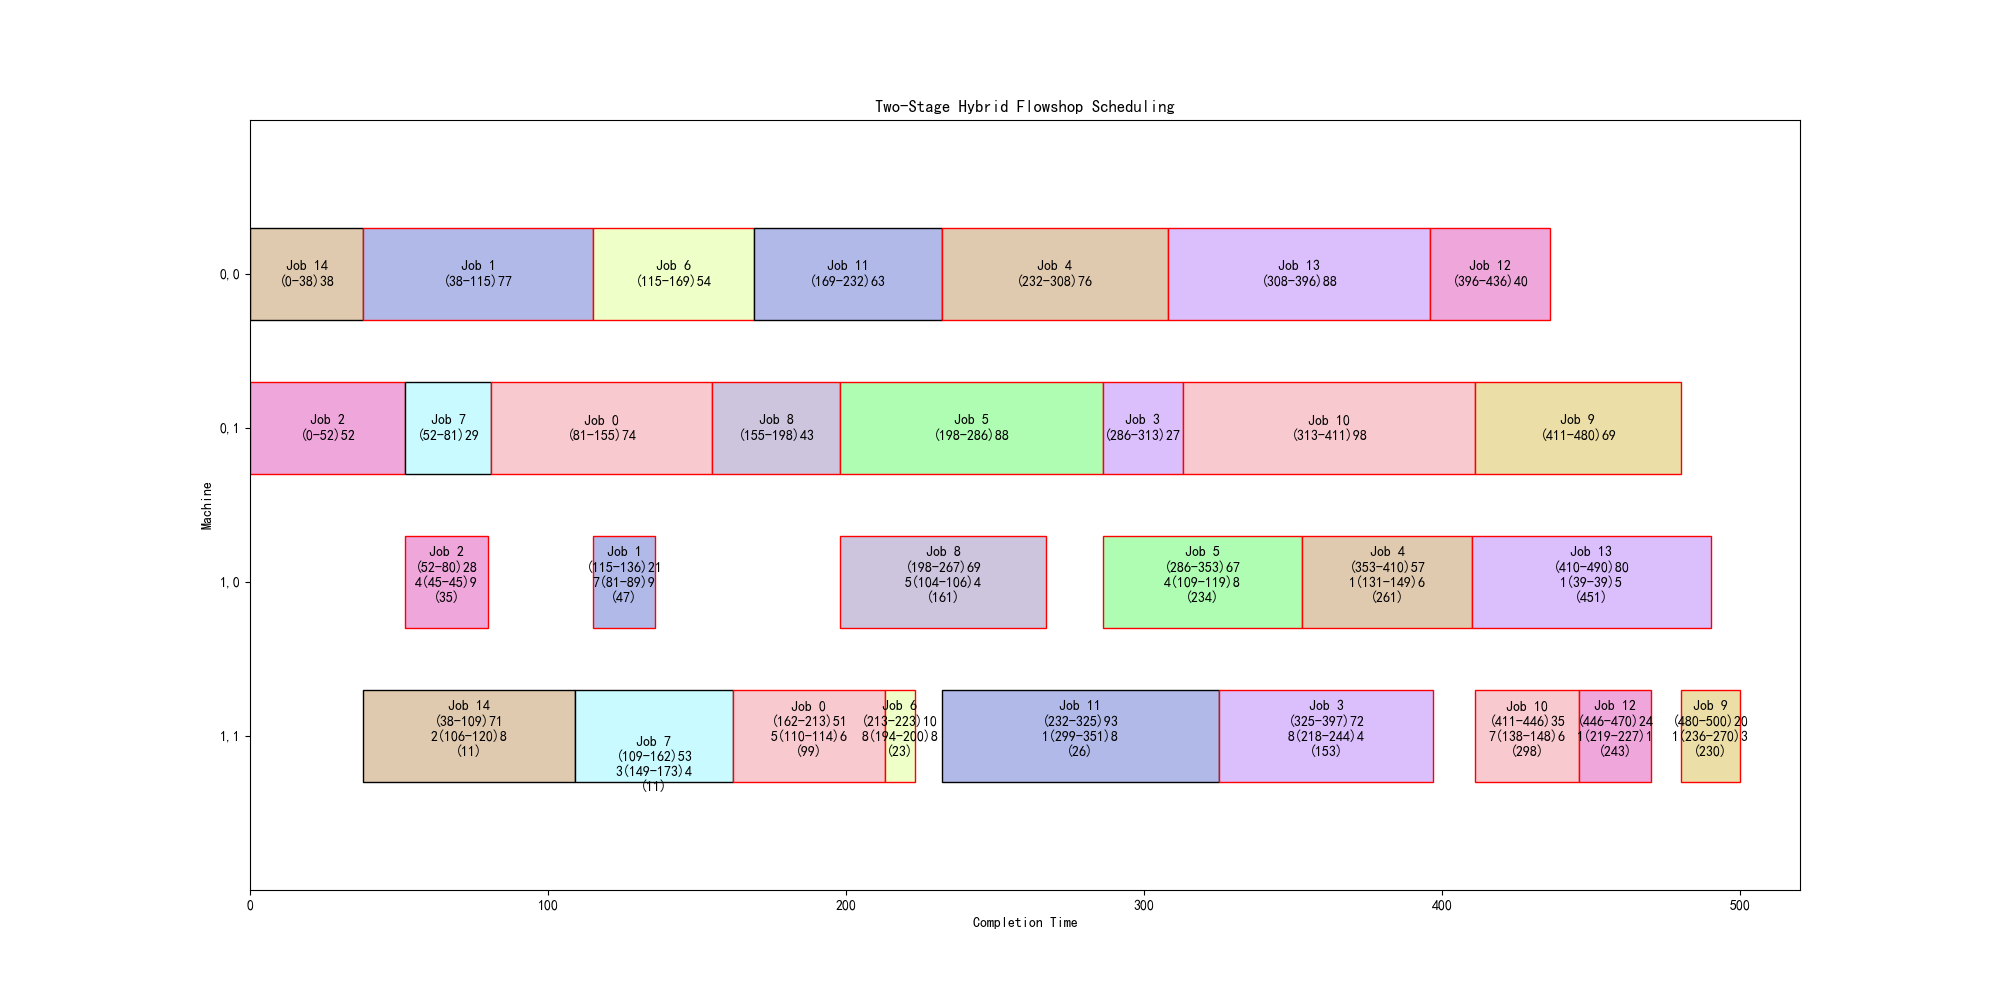 Two-Stage Hybrid Flowshop Scheduling
Machine
0,0
Job 14
(0-38)38
Job 1
(38-115)77
Job 6
(115-169)54
Job 11
(169-232)63
Job 4
(232-308)76
Job 13
(308-396)88
Job 12
(396-436)40
0,1
Job 2
(0-52)52
Job 7
(52-81)29
Job 0
(81-155)74
Job 8
(155-198)43
Job 5
(198-286)88
Job 3
(286-313)27
Job 10
(313-411)98
Job 9
(411-480)69
1,0
Job 2
(52-80)28
4(45-45)9
(35)
Job 1
(115-136)21
7(81-89)9
(47)
Job 8
(198-267)69
5(104-106)4
(161)
Job 5
(286-353)67
4(109-119)8
(234)
Job 4
(353-410)57
1(131-149)6
(261)
Job 13
(410-490)80
1(39-39)5
(451)
1,1
Job 14
(38-109)71
2(106-120)8
(11)
Job 7
(109-162)53
3(149-173)4
(11)
Job 0
(162-213)51
5(110-114)6
(99)
Job 6
(213-223)10
8(194-200)8
(23)
Job 11
(232-325)93
1(299-351)8
(26)
Job 3
(325-397)72
8(218-244)4
(153)
Job 10
(411-446)35
7(138-148)6
(298)
Job 12
(446-470)24
1(219-227)1
(243)
Job 9
(480-500)20
1(236-270)3
(230)
0
100
200
300
400
500
Completion Time